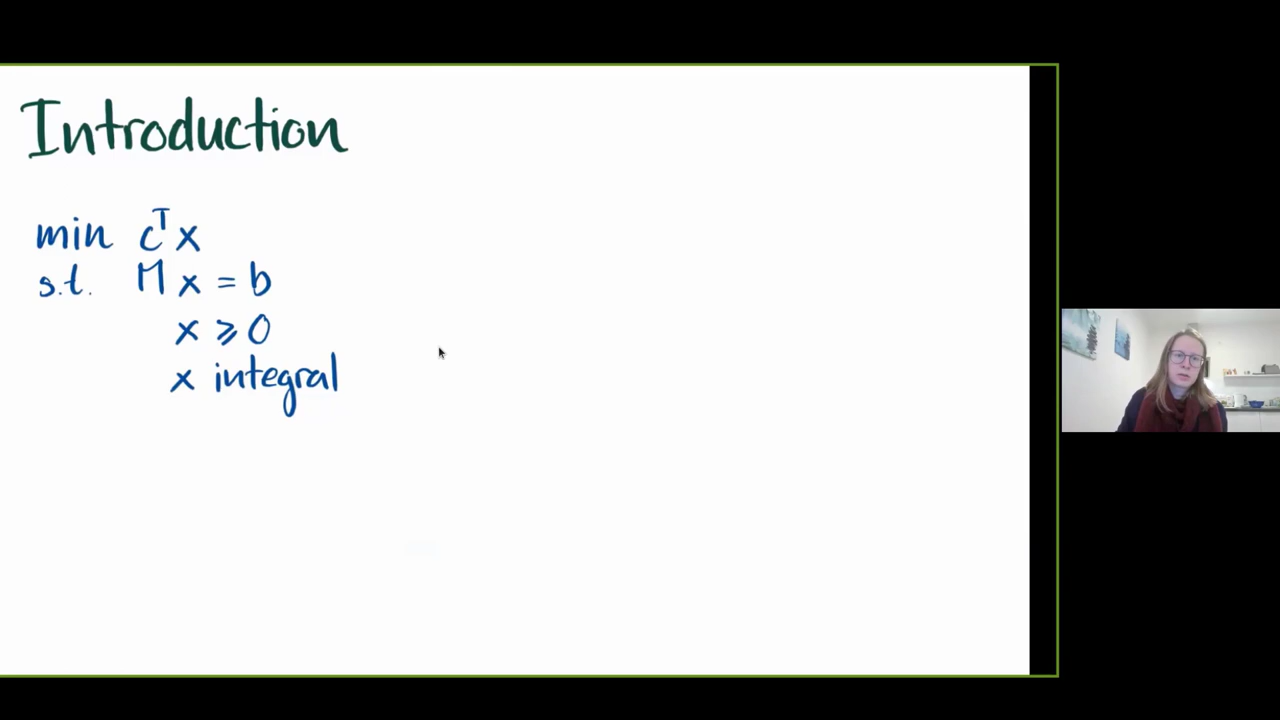 Introduction
min cᵀx
s.t. Mx = b
x ⩾ 0
x integral